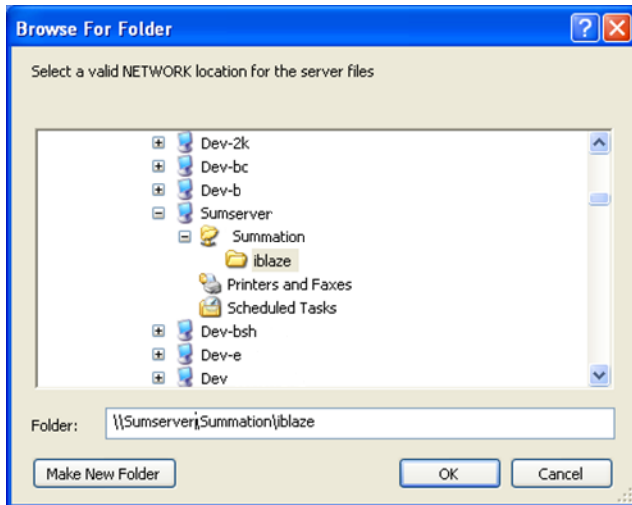 Browse For Folder
Select a valid NETWORK location for the server files
Dev-2k
Dev-bc
Dev-b
Sumserver
Summation
iblaze
Printers and Faxes
Scheduled Tasks
Dev-bsh
Dev-e
Dev
Folder: \\Sumserver\Summation\iblaze
Make New Folder OK Cancel